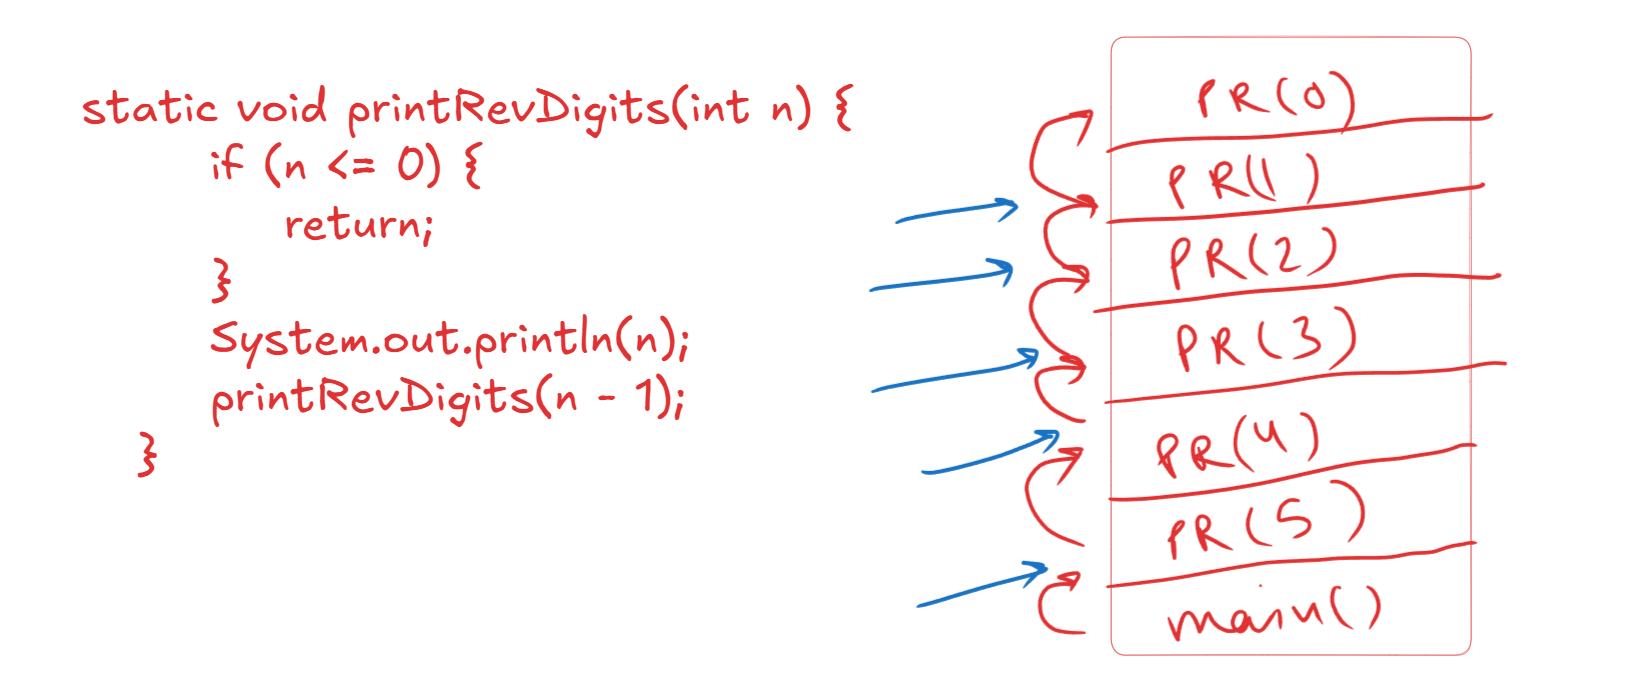 static void printRevDigits(int n) {
if (n <= 0) {
return;
}
System.out.println(n);
printRevDigits(n - 1);
}
PR(0)
PR(1)
PR(2)
PR(3)
PR(4)
PR(5)
main()